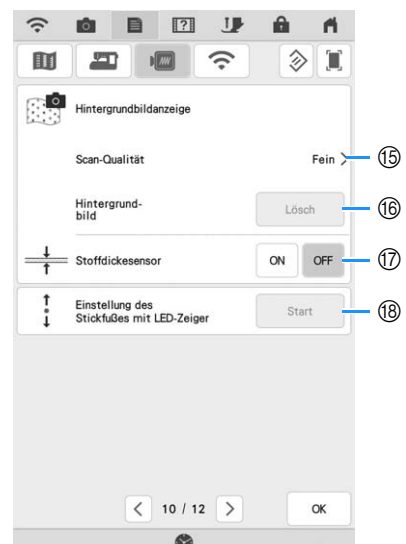 Hintergrundbildanzeige
Scan-Qualität
Fein >
⑮
Hintergrund-
bild
Lösch
⑯
Stoffdickesensor
ON
OFF
⑰
Einstellung des
Stickfußes mit LED-Zeiger
Start
⑱
< 10 / 12 >
OK